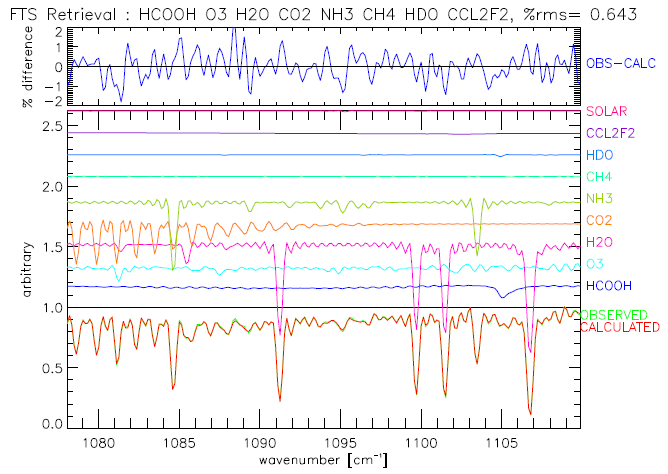 FTS Retrieval : HCOOH O3 H2O CO2 NH3 CH4 HDO CCL2F2, %rms= 0.643
% difference
2
1
0
-1
-2
OBS-CALC
arbitrary
2.5
2.0
1.5
1.0
0.5
0.0
SOLAR
CCL2F2
HDO
CH4
NH3
CO2
H2O
O3
HCOOH
OBSERVED
CALCULATED
1080 1085 1090 1095 1100 1105
wavenumber [cm⁻¹]